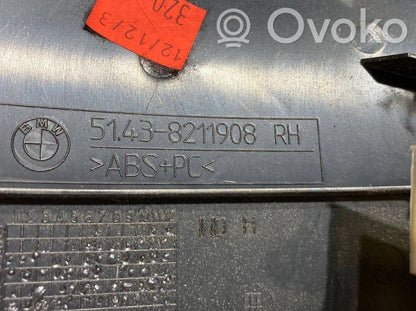 Ovoko
12/12/3
320
BMW
51.43-8211908 RH
>ABS+PC<